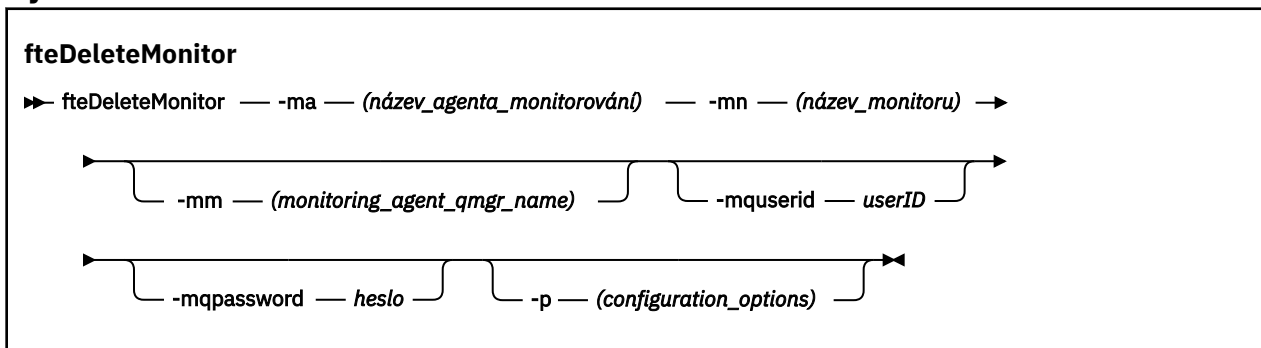 fteDeleteMonitor
fteDeleteMonitor -ma (název_agenta_monitorování) -mn (název_monitoru)
-mm (monitoring_agent_qmgr_name) -mquserid userID
-mqpassword heslo -p (configuration_options)